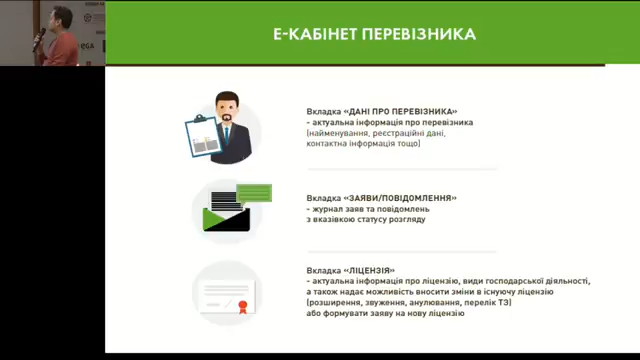 Е-КАБІНЕТ ПЕРЕВІЗНИКА
Вкладка «ДАНІ ПРО ПЕРЕВІЗНИКА»
- актуальна інформація про перевізника
(найменування, реєстраційні дані,
контактна інформація тощо)
Вкладка «ЗАЯВИ/ПОВІДОМЛЕННЯ»
- журнал заяв та повідомлень
з вказівкою статусу розгляду
Вкладка «ЛІЦЕНЗІЯ»
- актуальна інформація про ліцензію, види господарської діяльності,
а також надає можливість вносити зміни в існуючу ліцензію
(розширення, звуження, анулювання, перелік ТЗ)
або формувати заяву на нову ліцензію